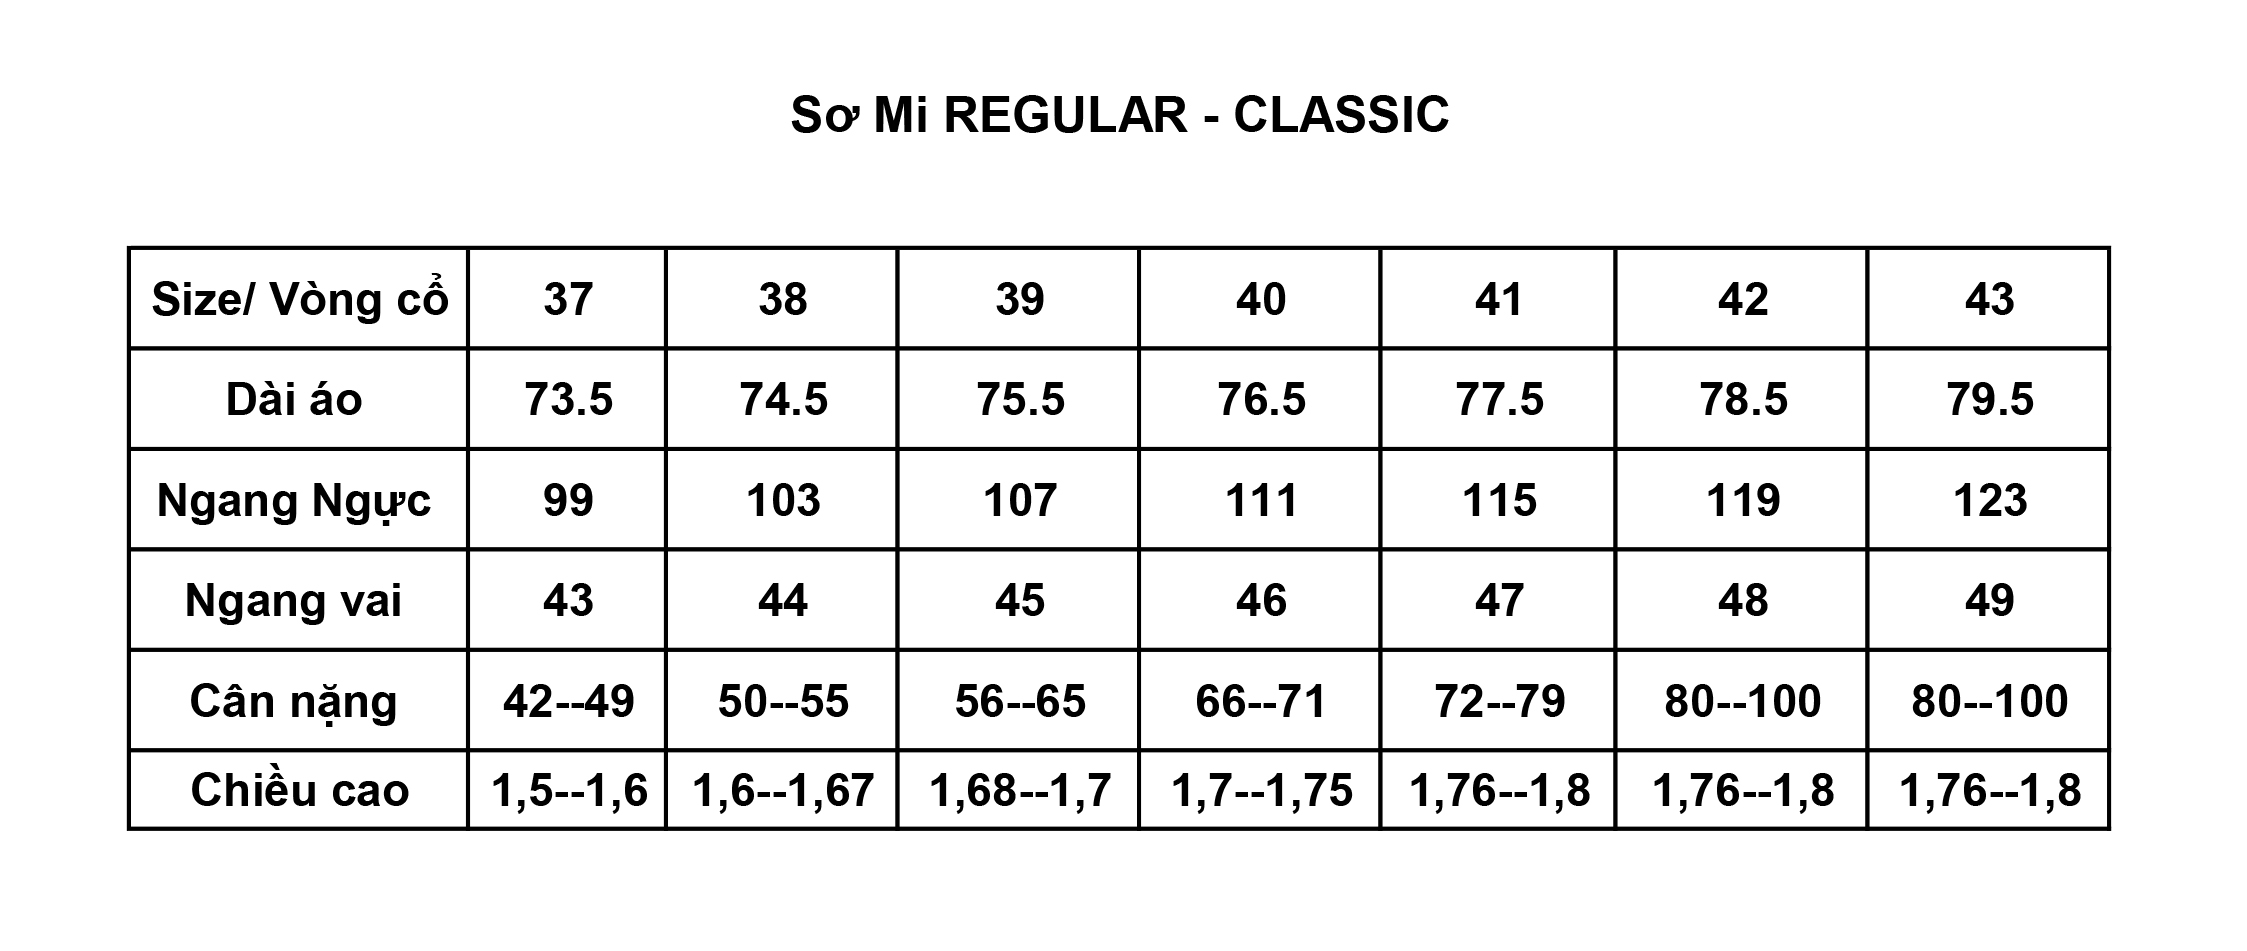 Sơ Mi REGULAR - CLASSIC
Size/ Vòng cổ 37 38 39 40 41 42 43
Dài áo 73.5 74.5 75.5 76.5 77.5 78.5 79.5
Ngang Ngực 99 103 107 111 115 119 123
Ngang vai 43 44 45 46 47 48 49
Cân nặng 42--49 50--55 56--65 66--71 72--79 80--100 80--100
Chiều cao 1,5--1,6 1,6--1,67 1,68--1,7 1,7--1,75 1,76--1,8 1,76--1,8 1,76--1,8